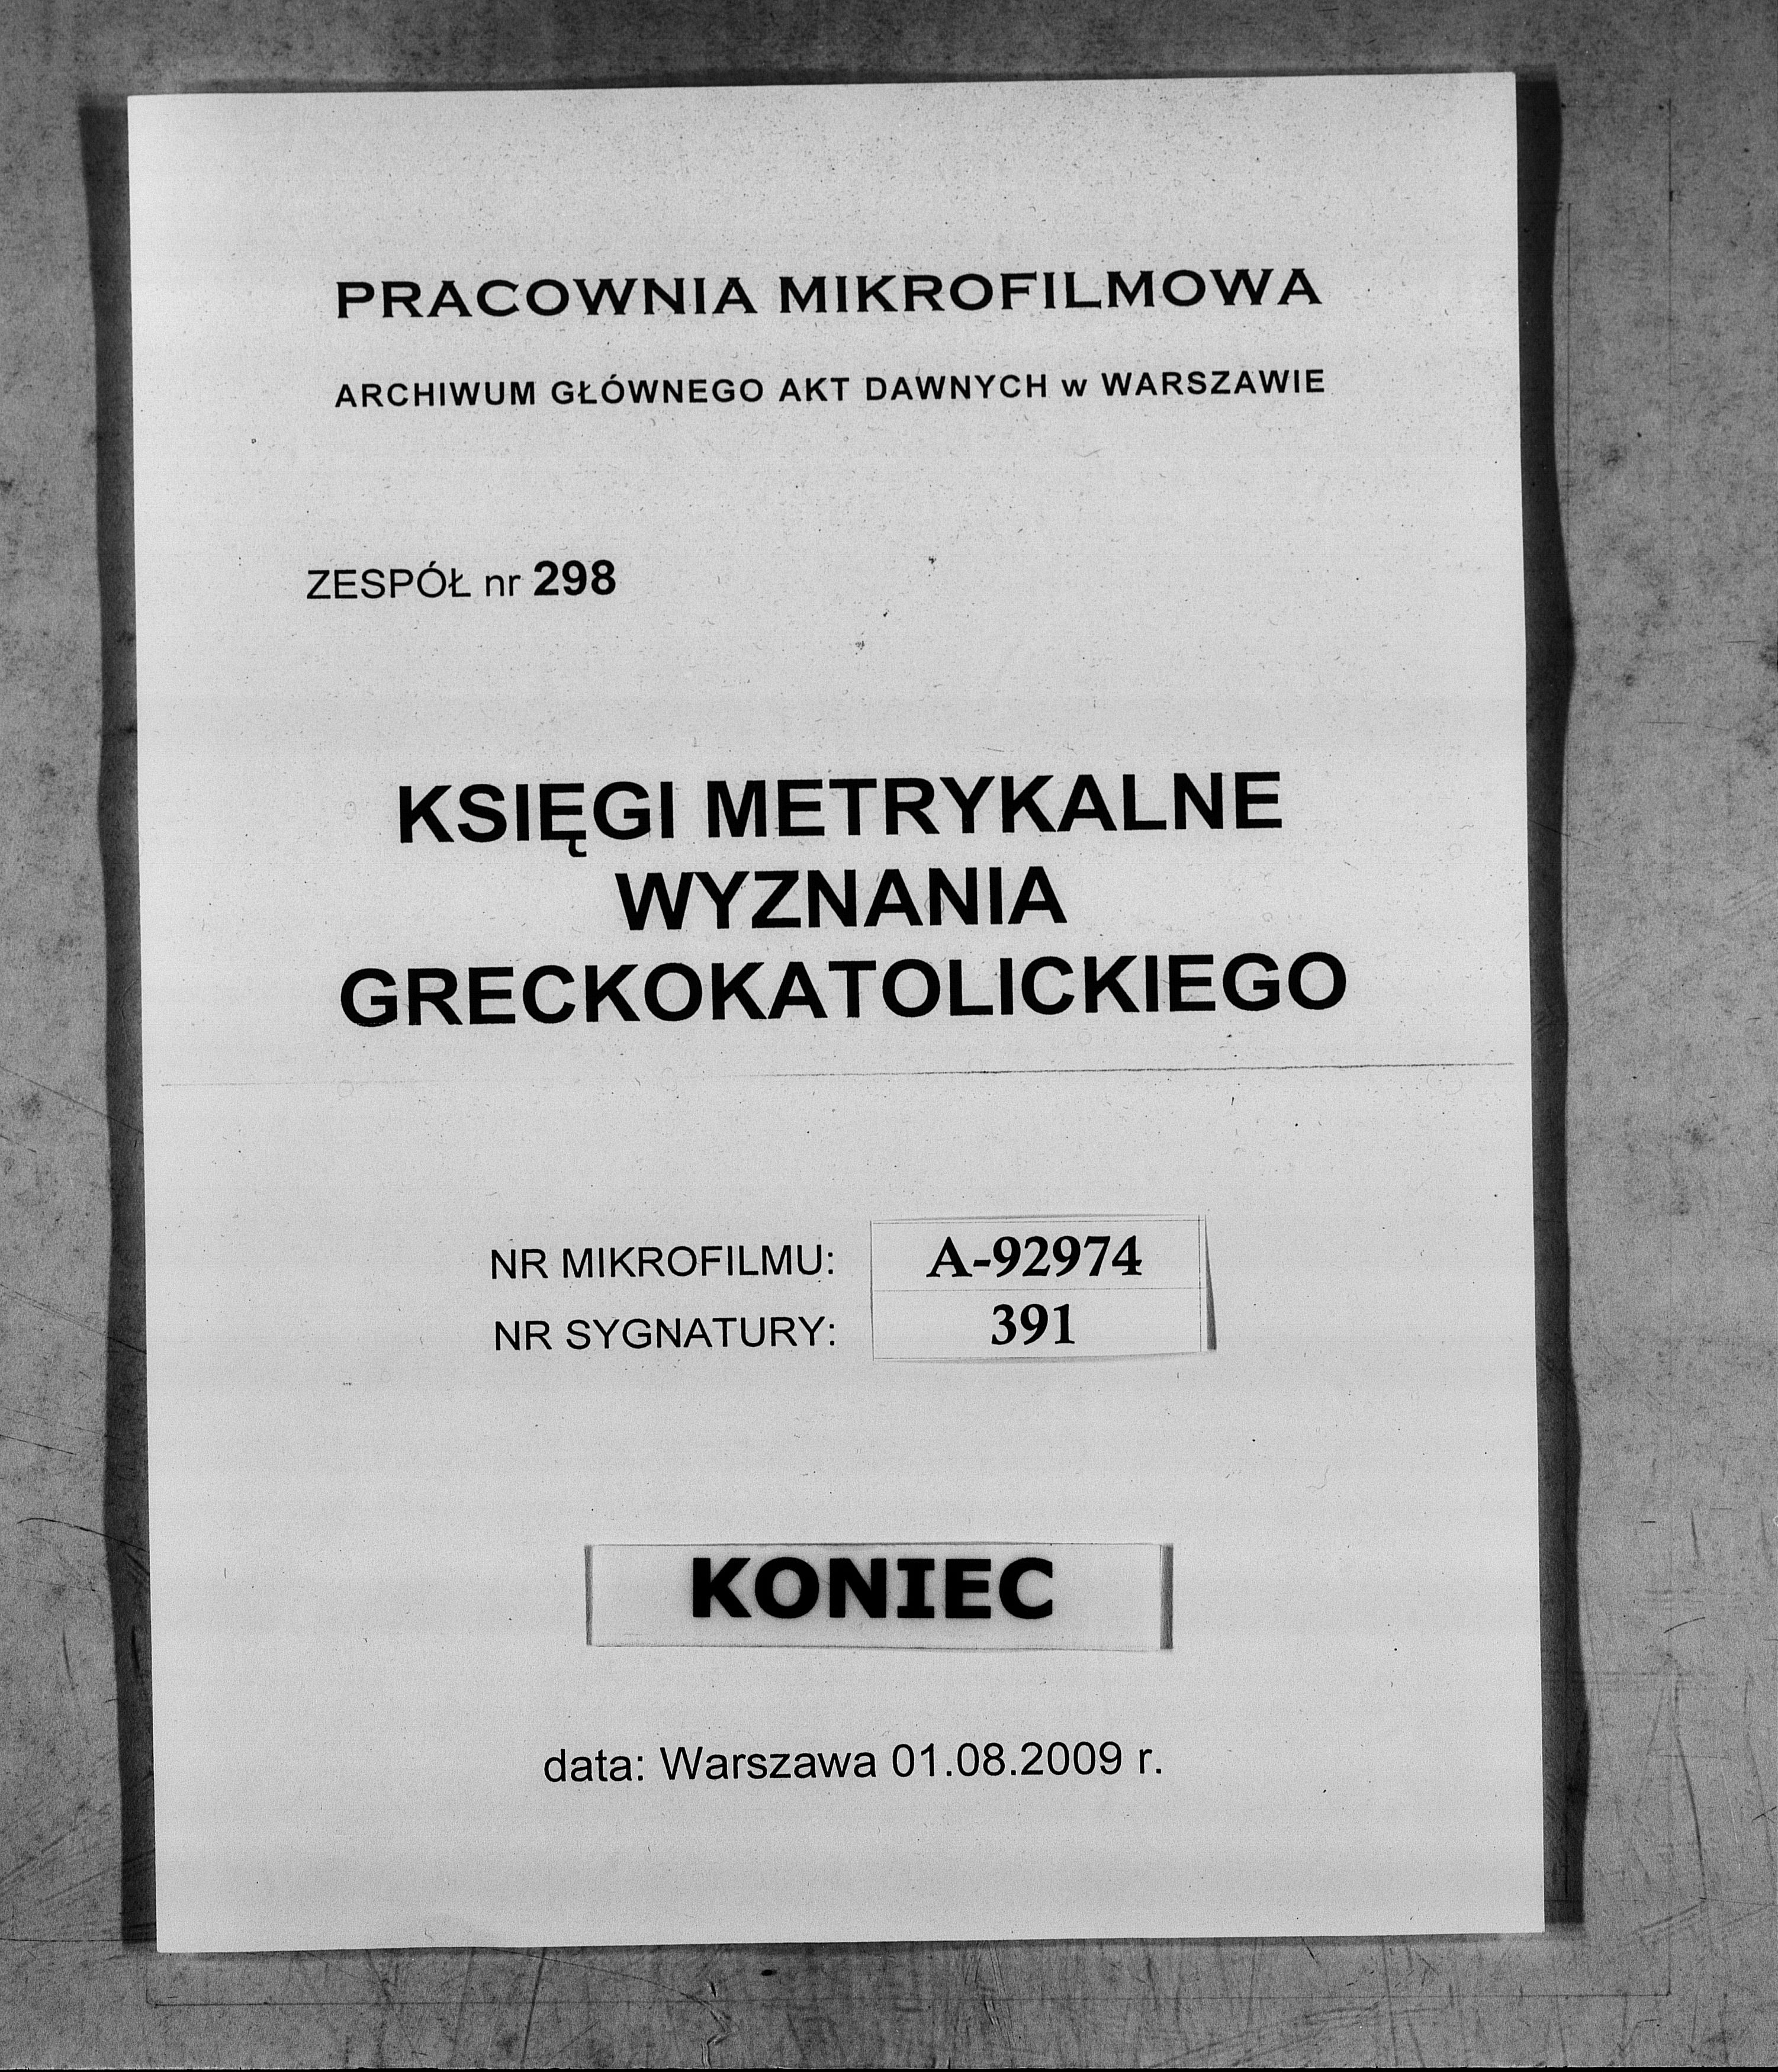 PRACOWNIA MIKROFILMOWA
ARCHIWUM GŁÓWNEGO AKT DAWNYCH w WARSZAWIE
ZESPÓŁ nr 298
KSIĘGI METRYKALNE
WYZNANIA
GRECKOKATOLICKIEGO
NR MIKROFILMU: A-92974
NR SYGNATURY: 391
KONIEC
data: Warszawa 01.08.2009 r.